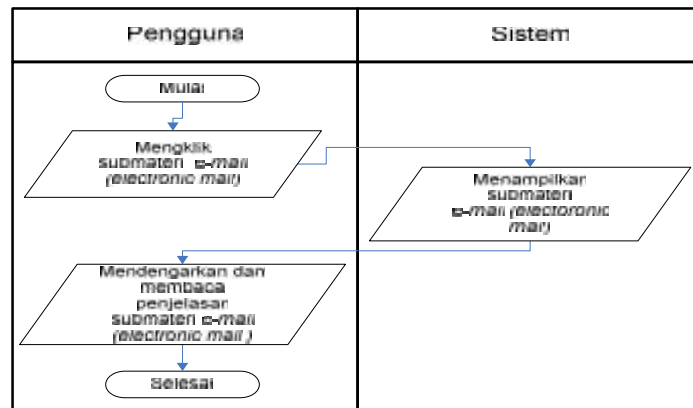 Pengguna
Sistem
Mulai
Mengklik
submateri e-mail
(electronic mail)
Menampilkan
submateri
e-mail (electoronic
mail)
Mendengarkan dan
membaca
penjelasan
submateri e-mail
(electronic mail )
Selesai